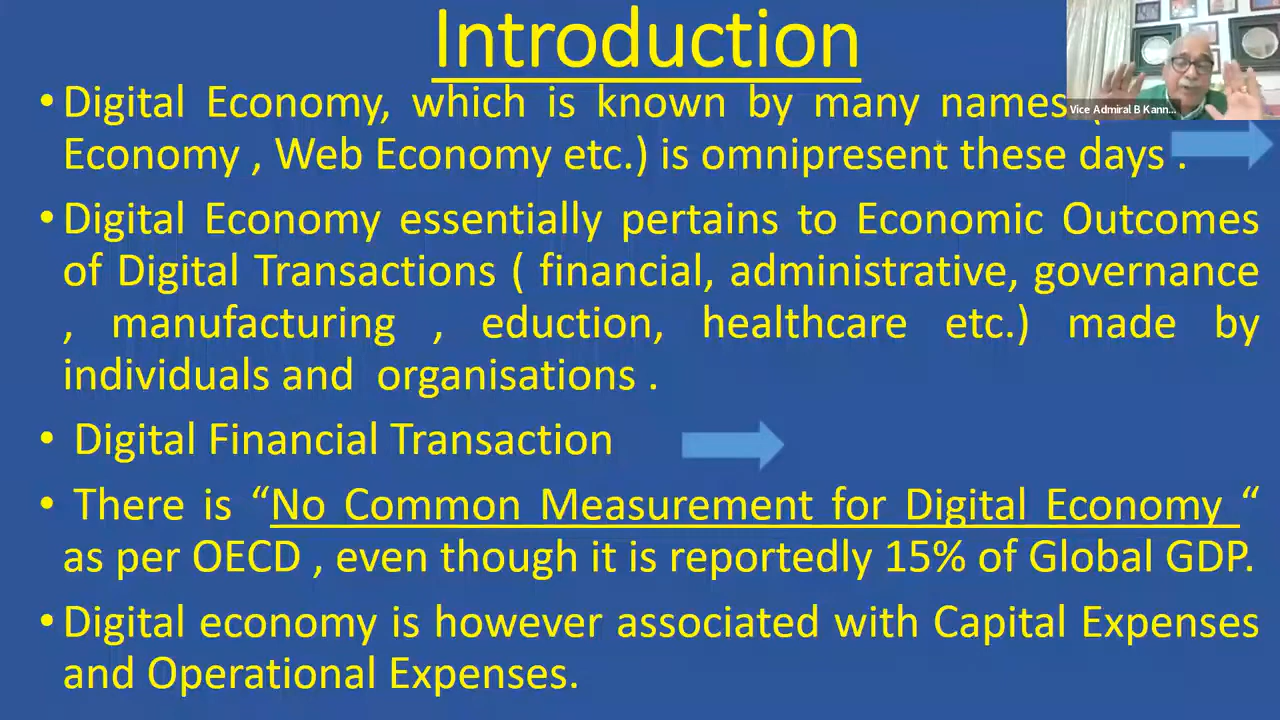 Introduction
• Digital Economy, which is known by many names
Economy , Web Economy etc.) is omnipresent these days .
• Digital Economy essentially pertains to Economic Outcomes
of Digital Transactions ( financial, administrative, governance
, manufacturing , eduction, healthcare etc.) made by
individuals and organisations .
• Digital Financial Transaction
• There is “No Common Measurement for Digital Economy “
as per OECD , even though it is reportedly 15% of Global GDP.
• Digital economy is however associated with Capital Expenses
and Operational Expenses.
Vice Admiral B Kann...